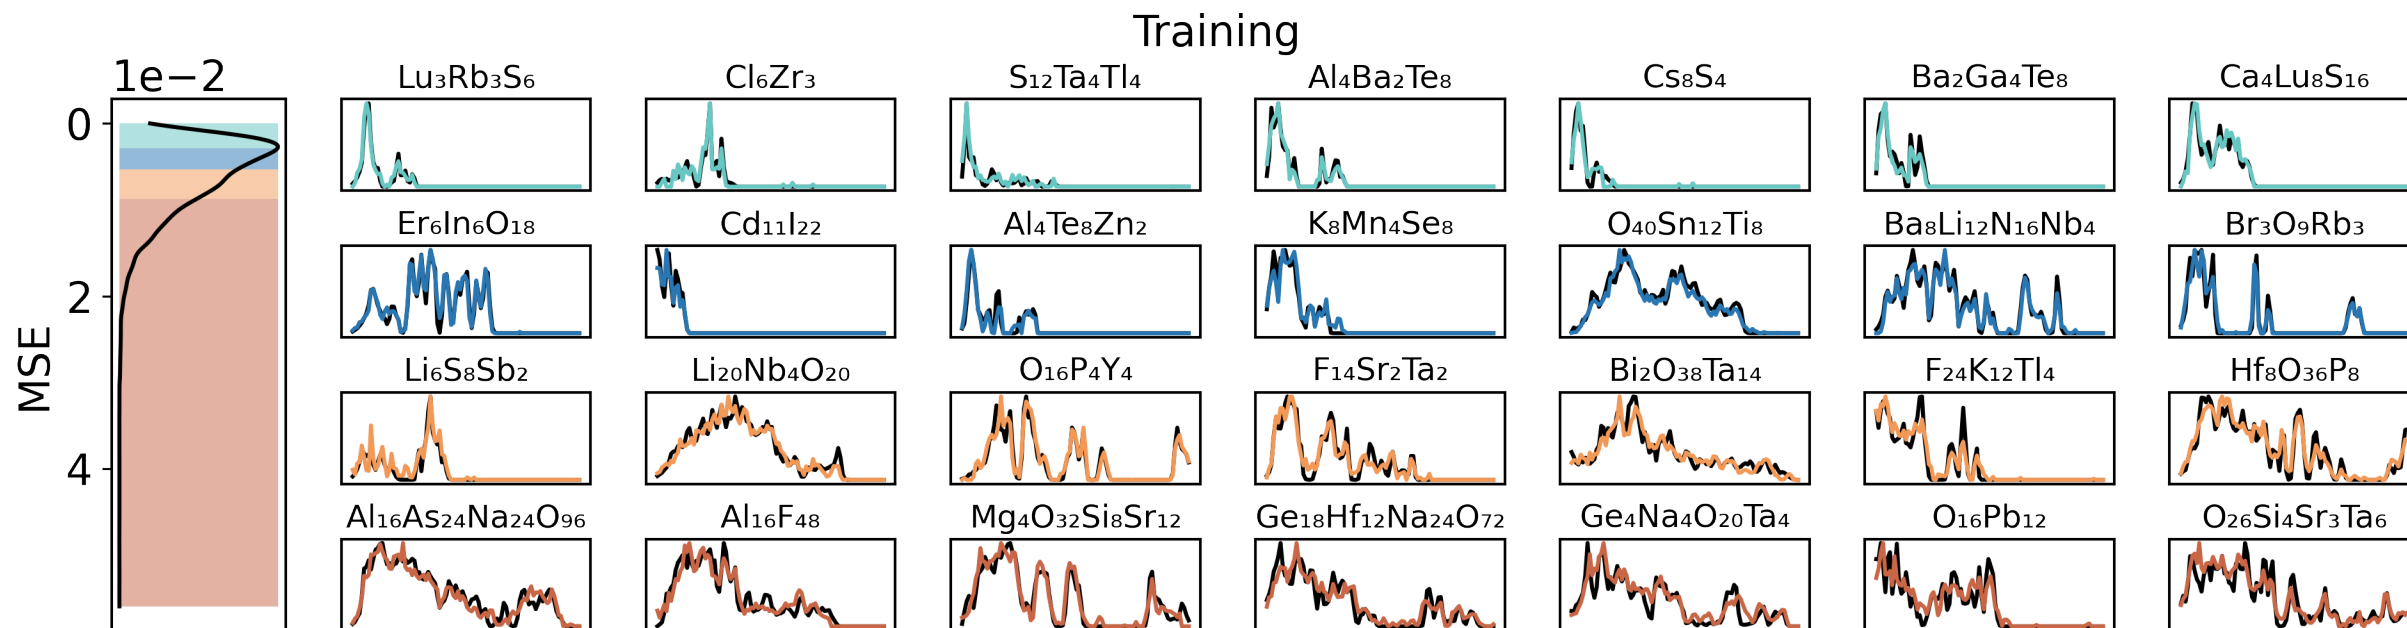 Training
1e−2
Lu₃Rb₃S₆ Cl₆Zr₃ S₁₂Ta₄Tl₄ Al₄Ba₂Te₈ Cs₈S₄ Ba₂Ga₄Te₈ Ca₄Lu₈S₁₆
0
Er₆In₆O₁₈ Cd₁₁I₂₂ Al₄Te₈Zn₂ K₈Mn₄Se₈ O₄₀Sn₁₂Ti₈ Ba₈Li₁₂N₁₆Nb₄ Br₃O₉Rb₃
2
MSE
Li₆S₈Sb₂ Li₂₀Nb₄O₂₀ O₁₆P₄Y₄ F₁₄Sr₂Ta₂ Bi₂O₃₈Ta₁₄ F₂₄K₁₂Tl₄ Hf₈O₃₆P₈
4
Al₁₆As₂₄Na₂₄O₉₆ Al₁₆F₄₈ Mg₄O₃₂Si₈Sr₁₂ Ge₁₈Hf₁₂Na₂₄O₇₂ Ge₄Na₄O₂₀Ta₄ O₁₆Pb₁₂ O₂₆Si₄Sr₃Ta₆